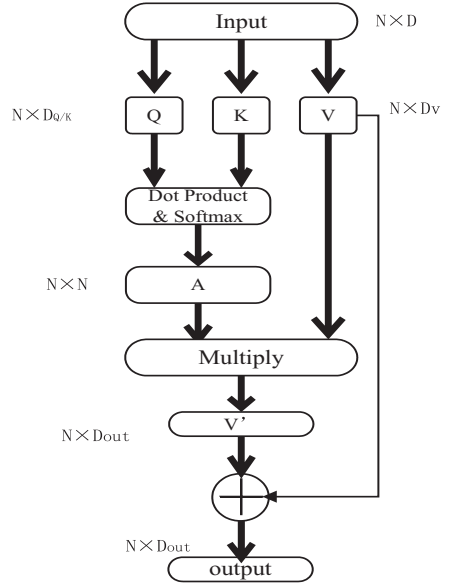 Input N×D
N×DQ/K Q K V N×Dv
Dot Product
& Softmax
N×N A
Multiply
V’
N×Dout
N×Dout
output